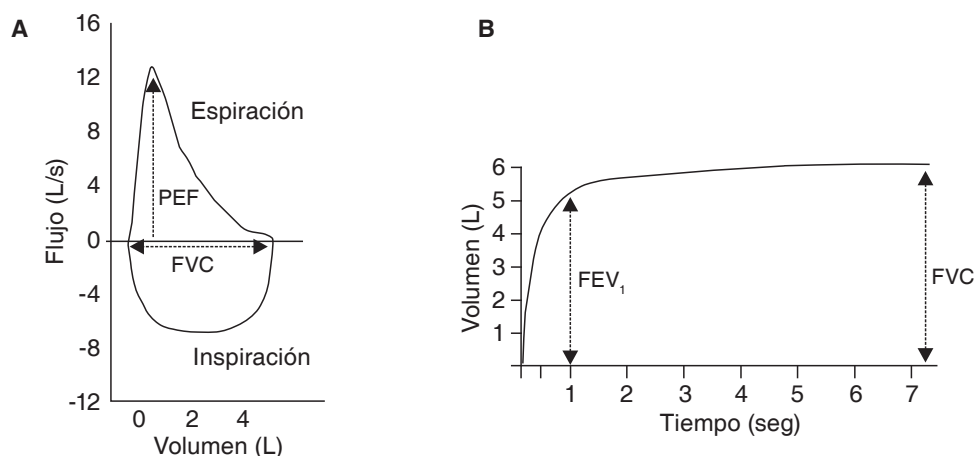 A
Flujo (L/s)
16
12
8
4
0
-4
-8
-12
Espiración
PEF
FVC
Inspiración
0 2 4
Volumen (L)
B
Volumen (L)
6
5
4
3
2
1
FEV₁
FVC
1 2 3 4 5 6 7
Tiempo (seg)